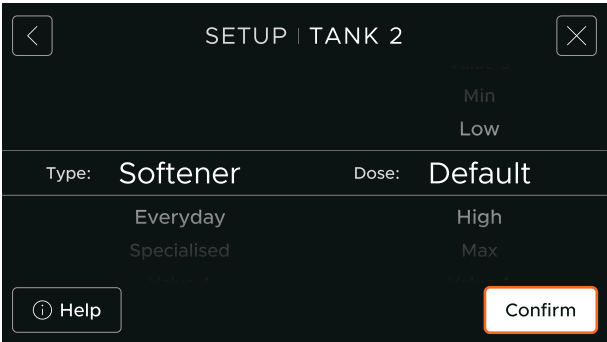 SETUP | TANK 2
Min
Low
Type: Softener Dose: Default
Everyday High
Specialised Max
Help Confirm